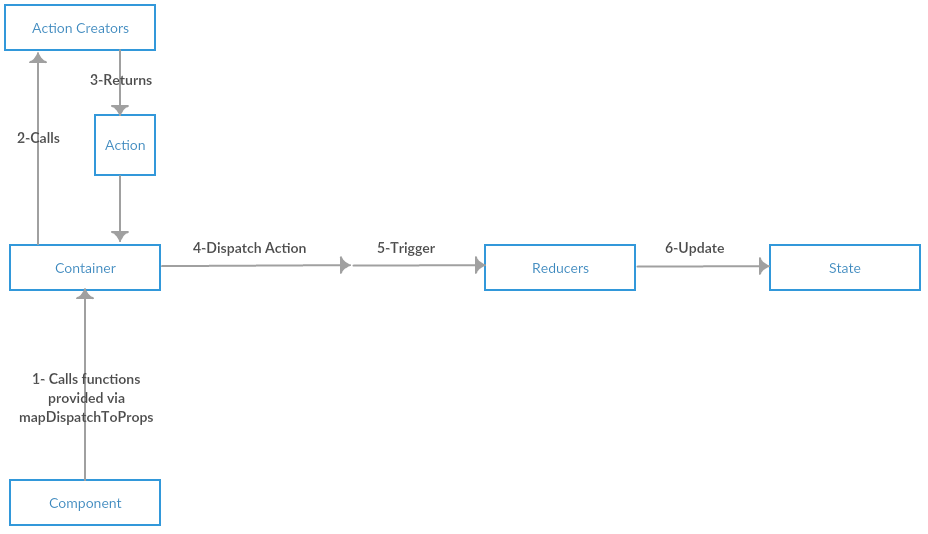 Action Creators
3-Returns
2-Calls
Action
4-Dispatch Action
5-Trigger
6-Update
Container
Reducers
State
1- Calls functions
provided via
mapDispatchToProps
Component